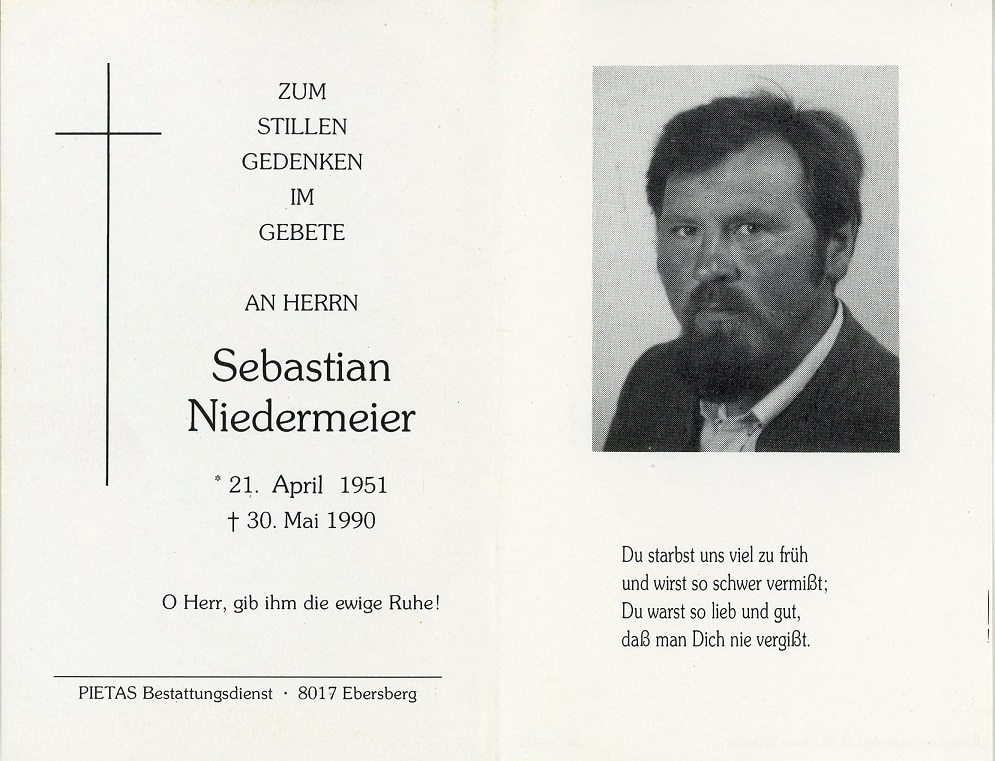 ZUM
STILLEN
GEDENKEN
IM
GEBETE
AN HERRN
Sebastian
Niedermeier
* 21. April 1951
† 30. Mai 1990
O Herr, gib ihm die ewige Ruhe!
PIETAS Bestattungsdienst · 8017 Ebersberg
Du starbst uns viel zu früh
und wirst so schwer vermißt;
Du warst so lieb und gut,
daß man Dich nie vergißt.